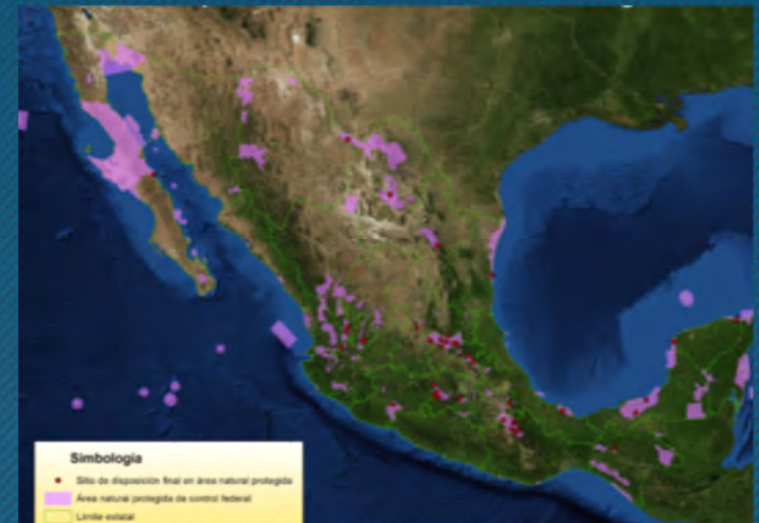 Simbología
Sitio de disposición final en área natural protegida
Área natural protegida de control federal
Límite estatal